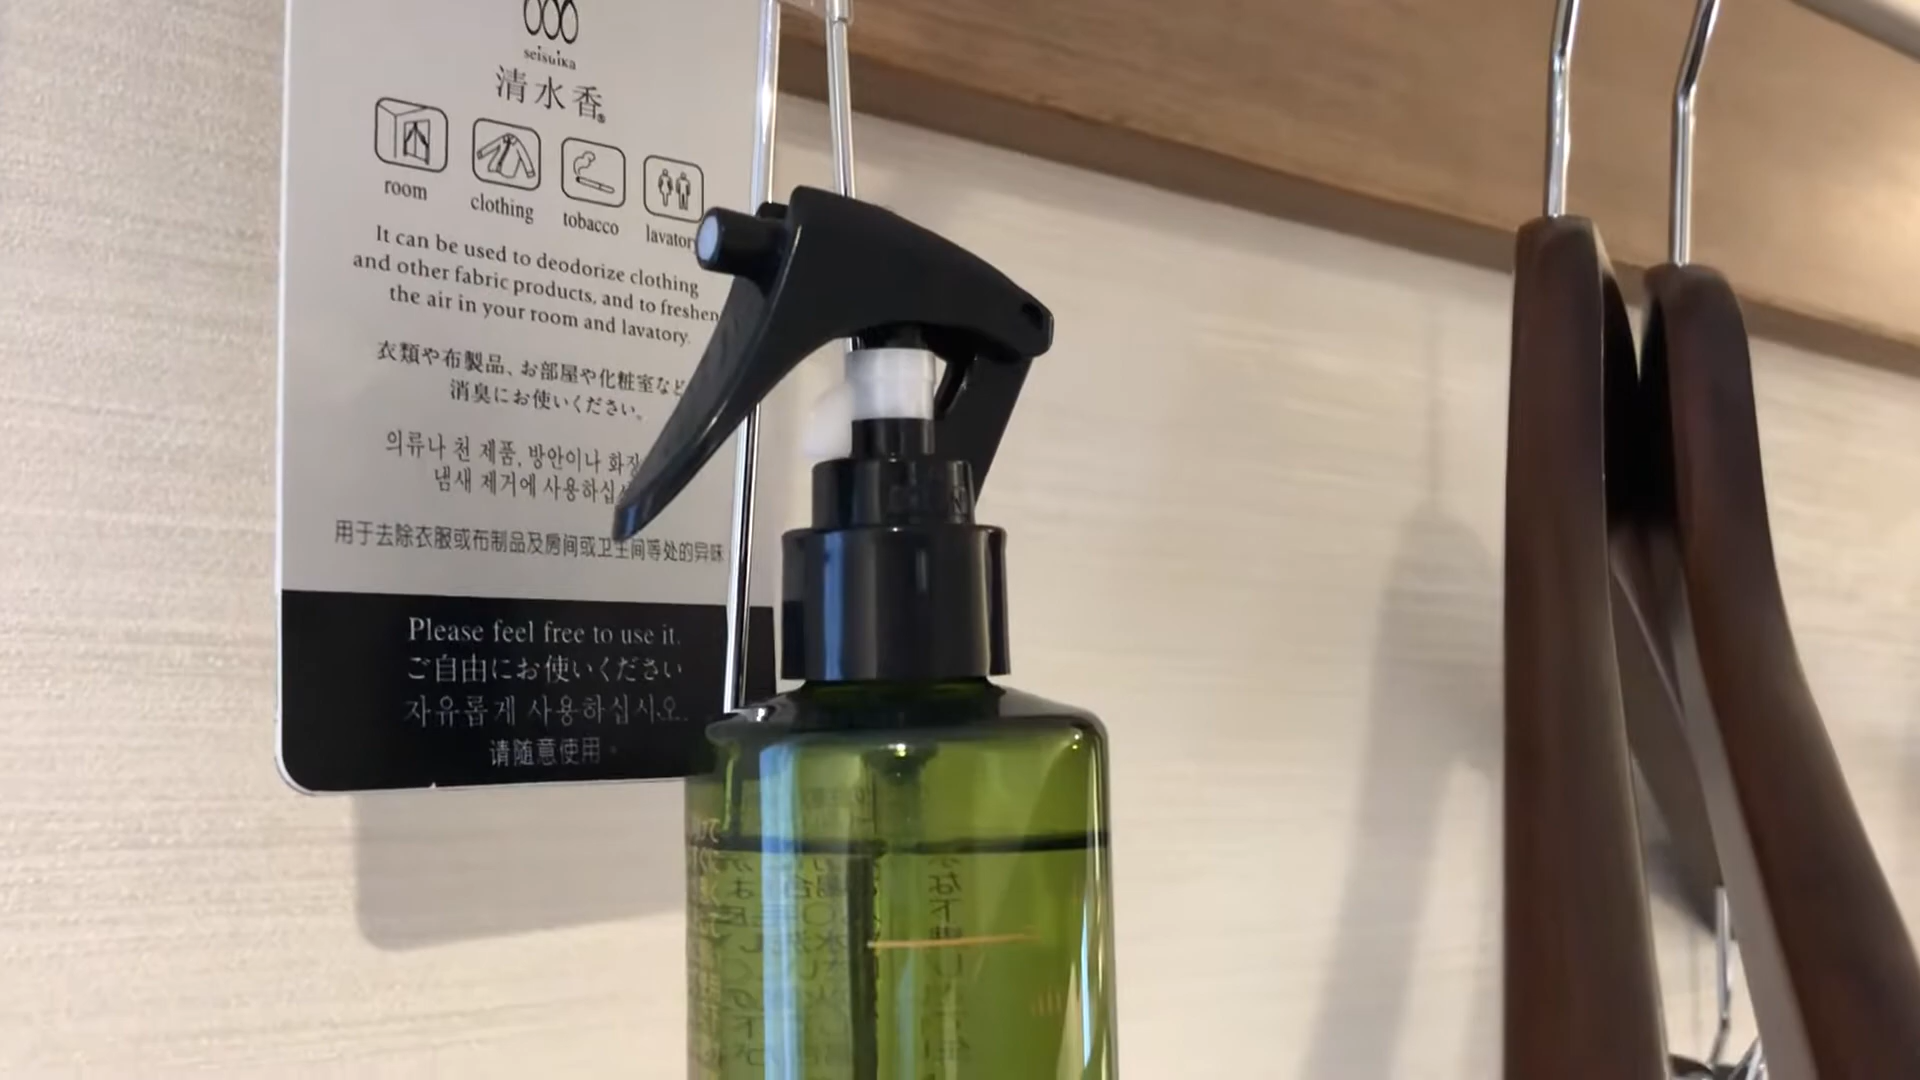 seisuika
清水香®
room
clothing
tobacco
lavatory
It can be used to deodorize clothing
and other fabric products, and to freshen
the air in your room and lavatory.
衣類や布製品、お部屋や化粧室など
消臭にお使いください。
의류나 천 제품, 방안이나 화장
냄새 제거에 사용하십시
用于去除衣服或布制品及房间或卫生间等处的异味
Please feel free to use it.
ご自由にお使いください
자유롭게 사용하십시오.
请随意使用。